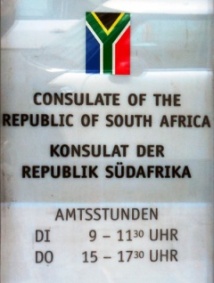 CONSULATE OF THE
REPUBLIC OF SOUTH AFRICA
KONSULAT DER
REPUBLIK SÜDAFRIKA
AMTSSTUNDEN
DI 9 – 11³⁰ UHR
DO 15 – 17³⁰ UHR